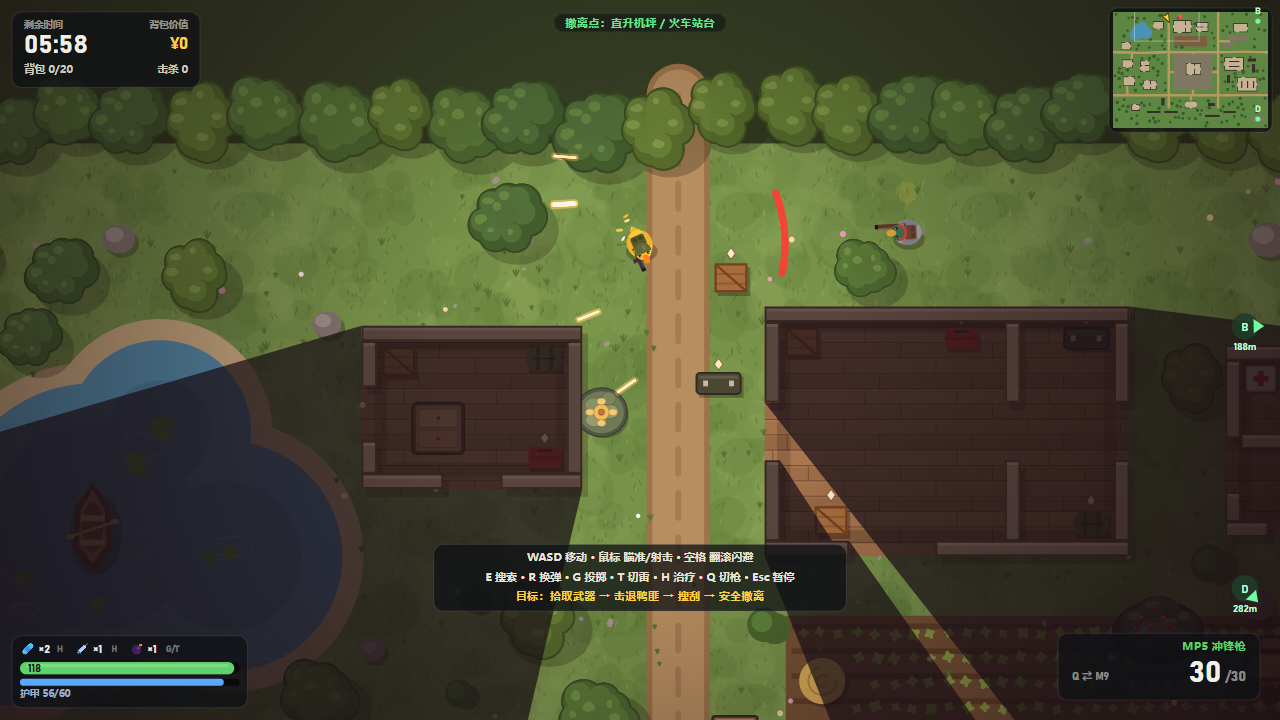 剩余时间 背包价值
05:58 ¥0
背包 0/20 击杀 0
撤离点: 直升机坪 / 火车站台
B
D
B
188m
D
282m
WASD 移动 • 鼠标 瞄准/射击 • 空格 翻滚闪避
E 搜索 • R 换弹 • G 投掷 • T 切雷 • H 治疗 • Q 切枪 • Esc 暂停
目标: 拾取武器 → 击退鸭匪 → 搜刮 → 安全撤离
×2 H ×1 H ×1 G/T
118
护甲 56/60
MP5 冲锋枪
Q ⇄ M9 30 /30